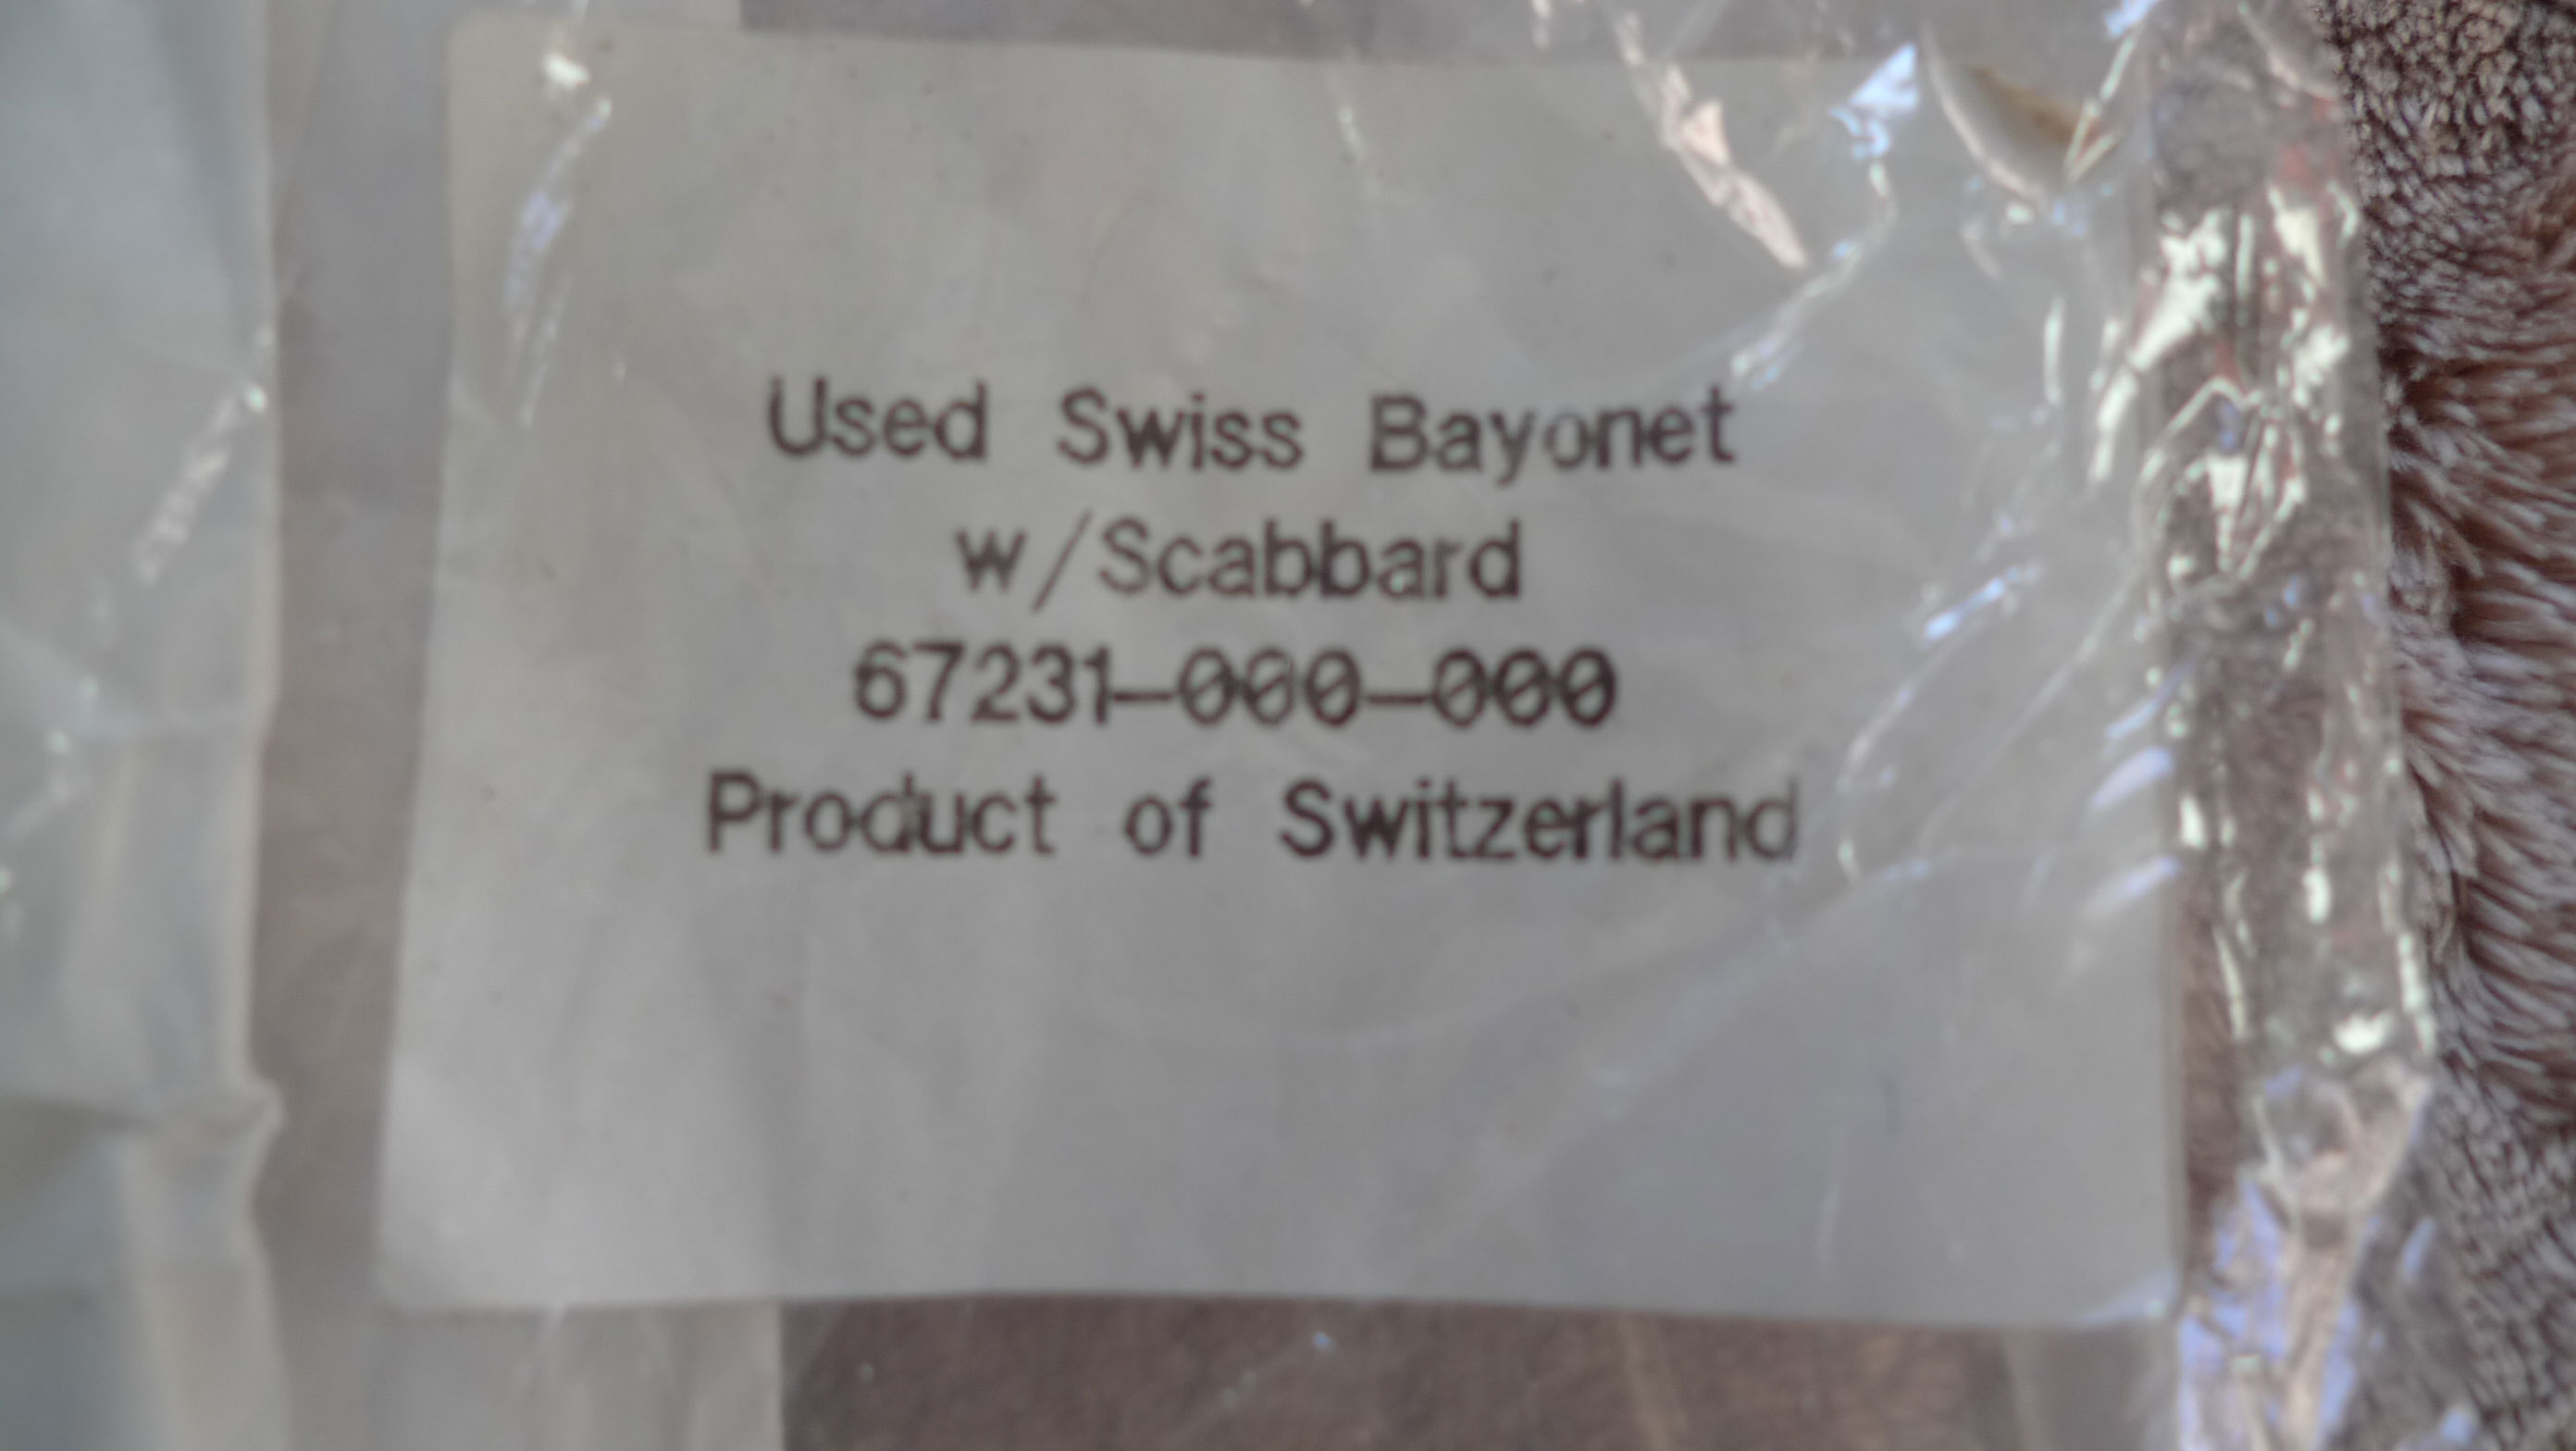 Used Swiss Bayonet
w/Scabbard
67231-000-000
Product of Switzerland